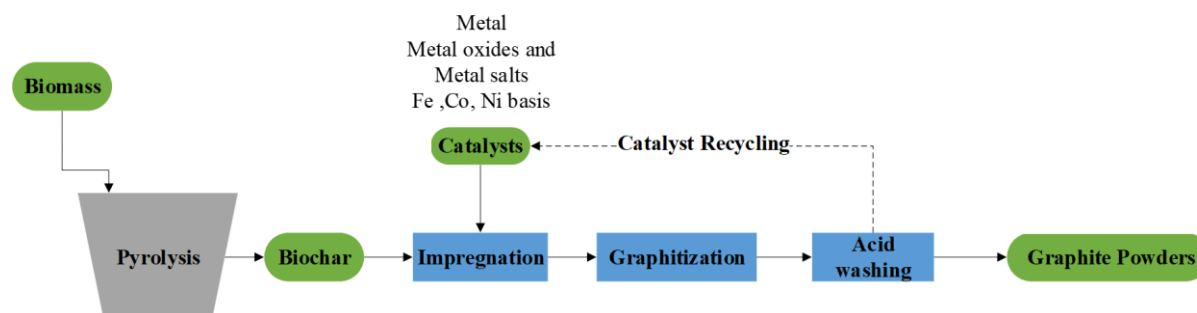 Metal
Metal oxides and
Metal salts
Fe ,Co, Ni basis
Biomass
Catalysts
Catalyst Recycling
Pyrolysis
Biochar
Impregnation
Graphitization
Acid
washing
Graphite Powders